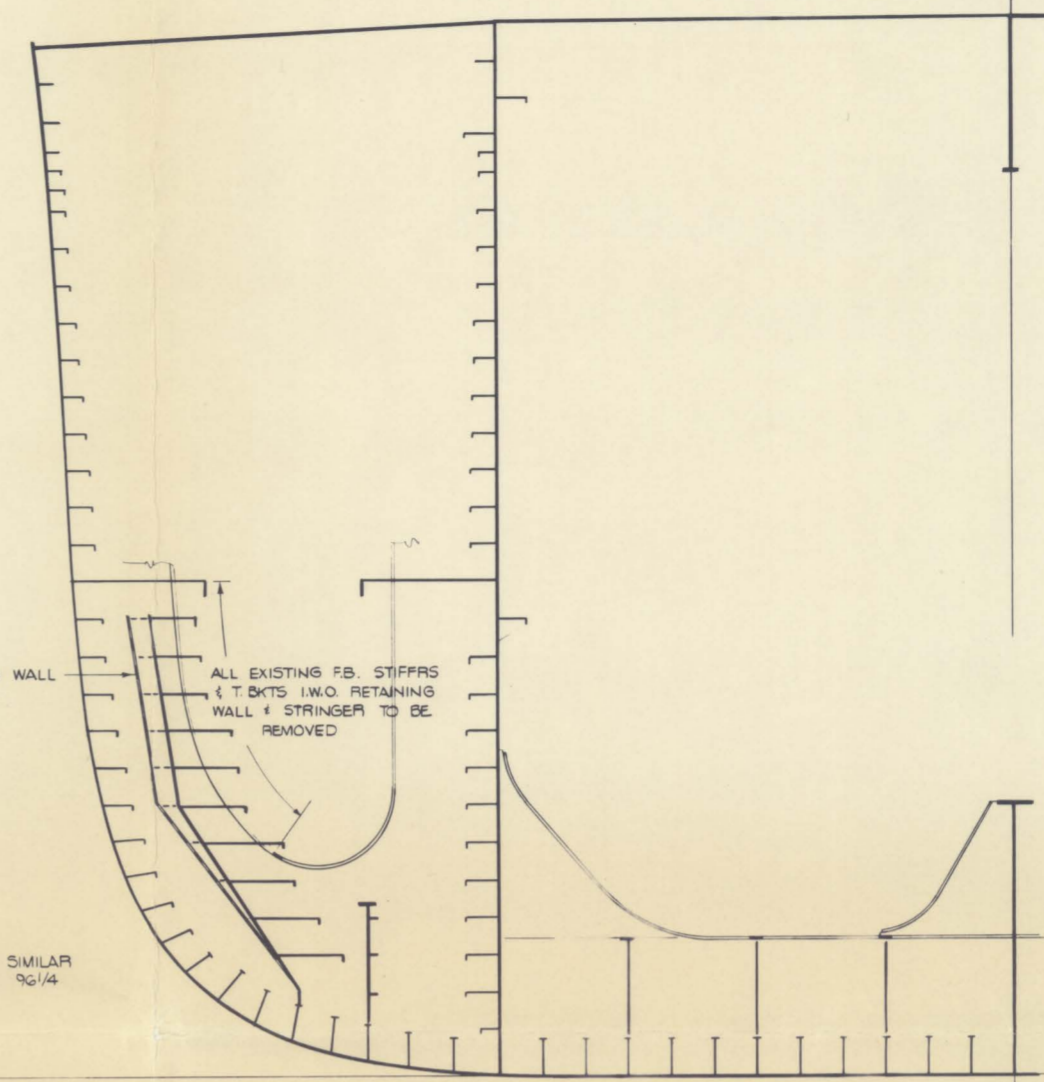 WALL
ALL EXISTING F.B. STIFFRS
& T. BKTS I.W.O. RETAINING
WALL & STRINGER TO BE
REMOVED
SIMILAR
96 1/4